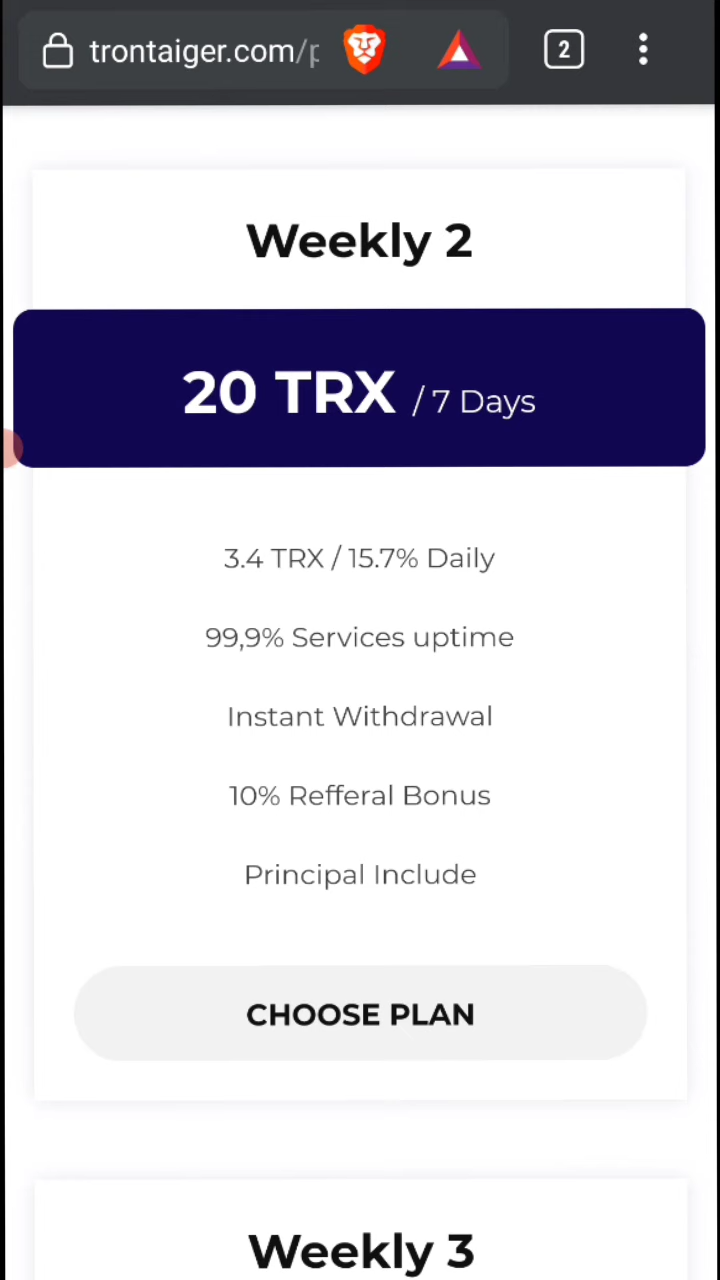 trontaiger.com/p
2
Weekly 2
20 TRX / 7 Days
3.4 TRX / 15.7% Daily
99,9% Services uptime
Instant Withdrawal
10% Refferal Bonus
Principal Include
CHOOSE PLAN
Weekly 3